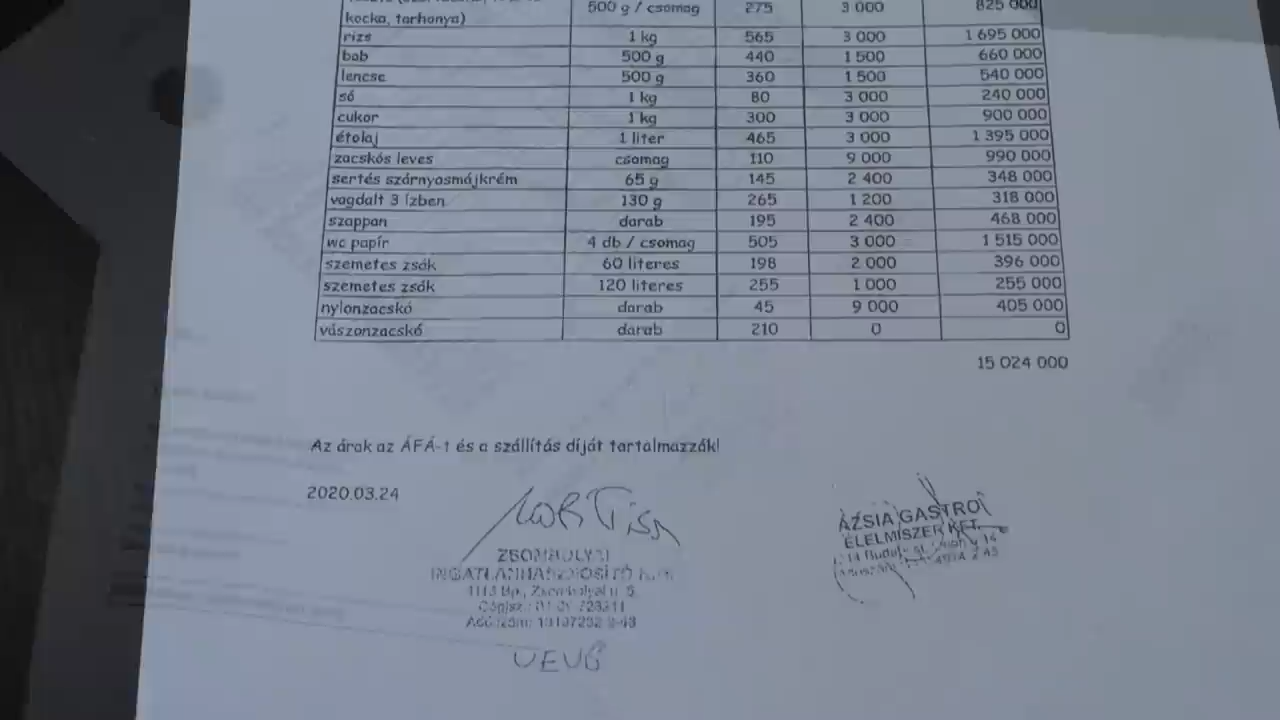 kocka, tarhonya) 500 g / csomag 275 3 000 825 000
rizs 1 kg 565 3 000 1 695 000
bab 500 g 440 1 500 660 000
lencse 500 g 360 1 500 540 000
só 1 kg 80 3 000 240 000
cukor 1 kg 300 3 000 900 000
étolaj 1 liter 465 3 000 1 395 000
zacskós leves csomag 110 9 000 990 000
sertés szárnyasmájkrém 65 g 145 2 400 348 000
vagdalt 3 ízben 130 g 265 1 200 318 000
szappan darab 195 2 400 468 000
wc papír 4 db / csomag 505 3 000 1 515 000
szemetes zsák 60 literes 198 2 000 396 000
szemetes zsák 120 literes 255 1 000 255 000
nylonzacskó darab 45 9 000 405 000
vászonzacskó darab 210 0 0
15 024 000
Az árak az ÁFÁ-t és a szállítás díját tartalmazzák!
2020.03.24
ZSOMBOLYAI
INGATLANHASZNOSÍTÓ
1113 Bp., Zsombolyai u. 5.
VEVŐ
ÁZSIA GASTRO
ÉLELMISZER KFT.